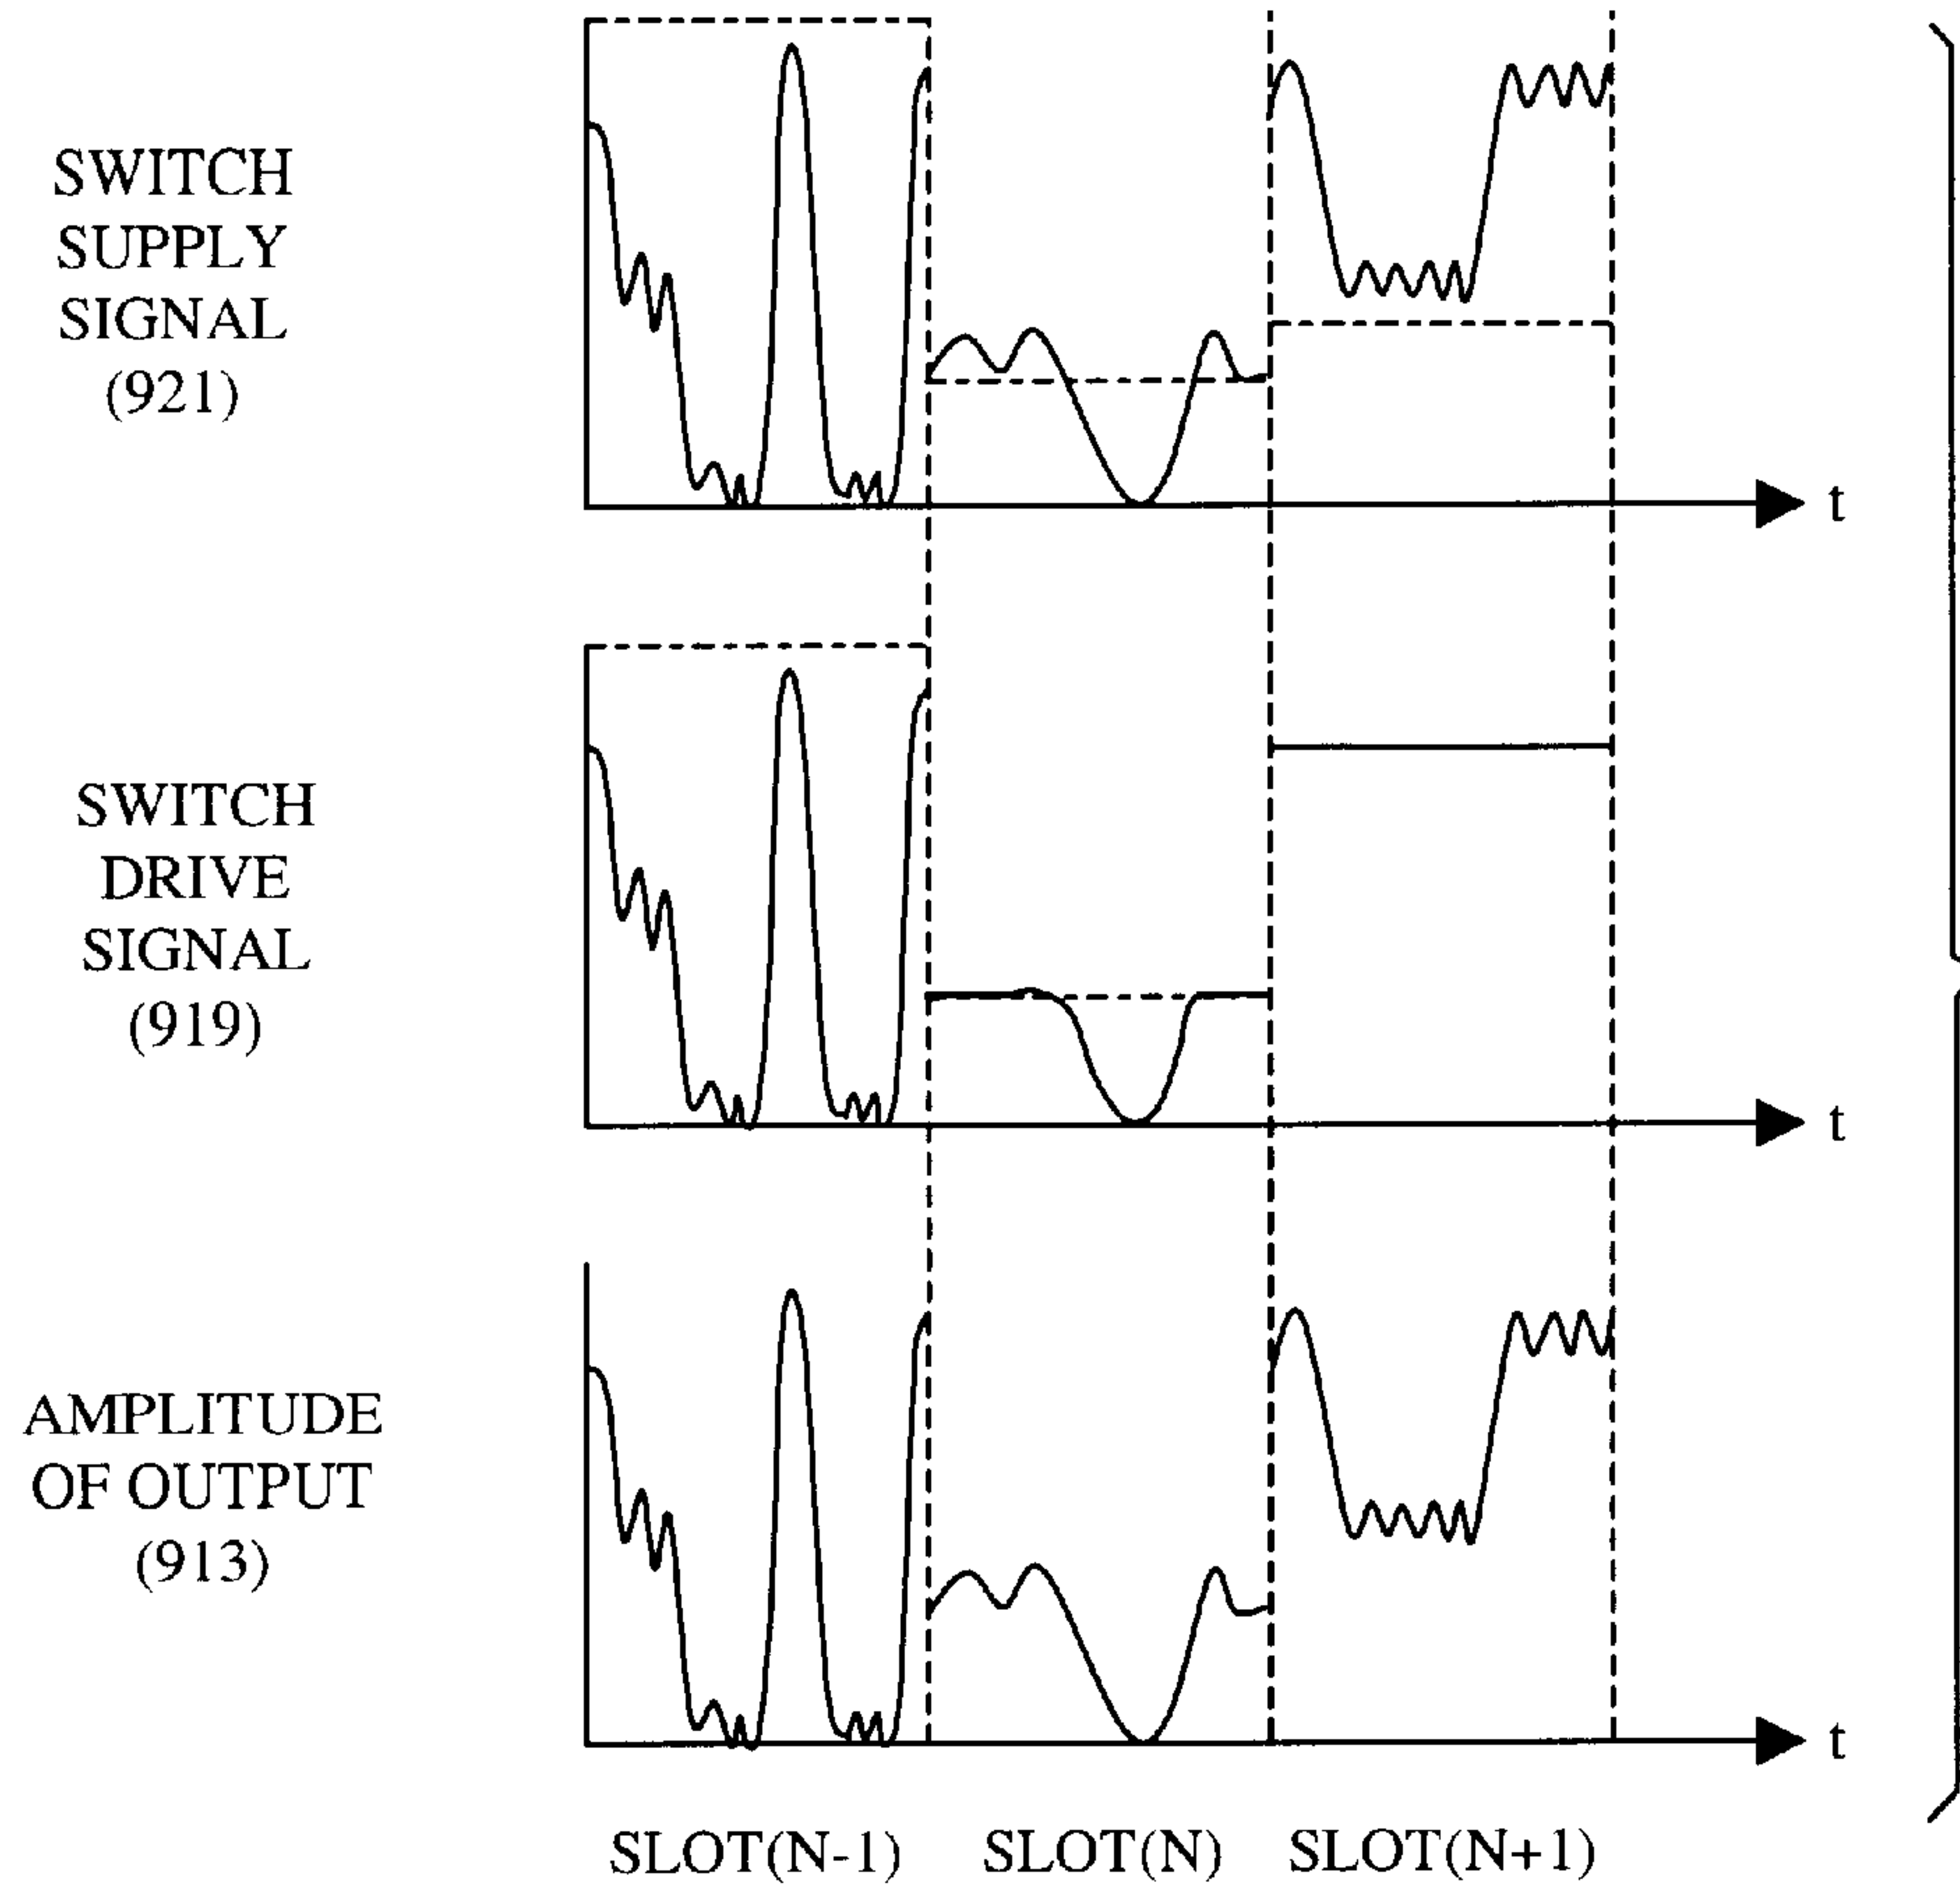 SWITCH
SUPPLY
SIGNAL
(921)
t
SWITCH
DRIVE
SIGNAL
(919)
t
AMPLITUDE
OF OUTPUT
(913)
t
SLOT(N-1) SLOT(N) SLOT(N+1)